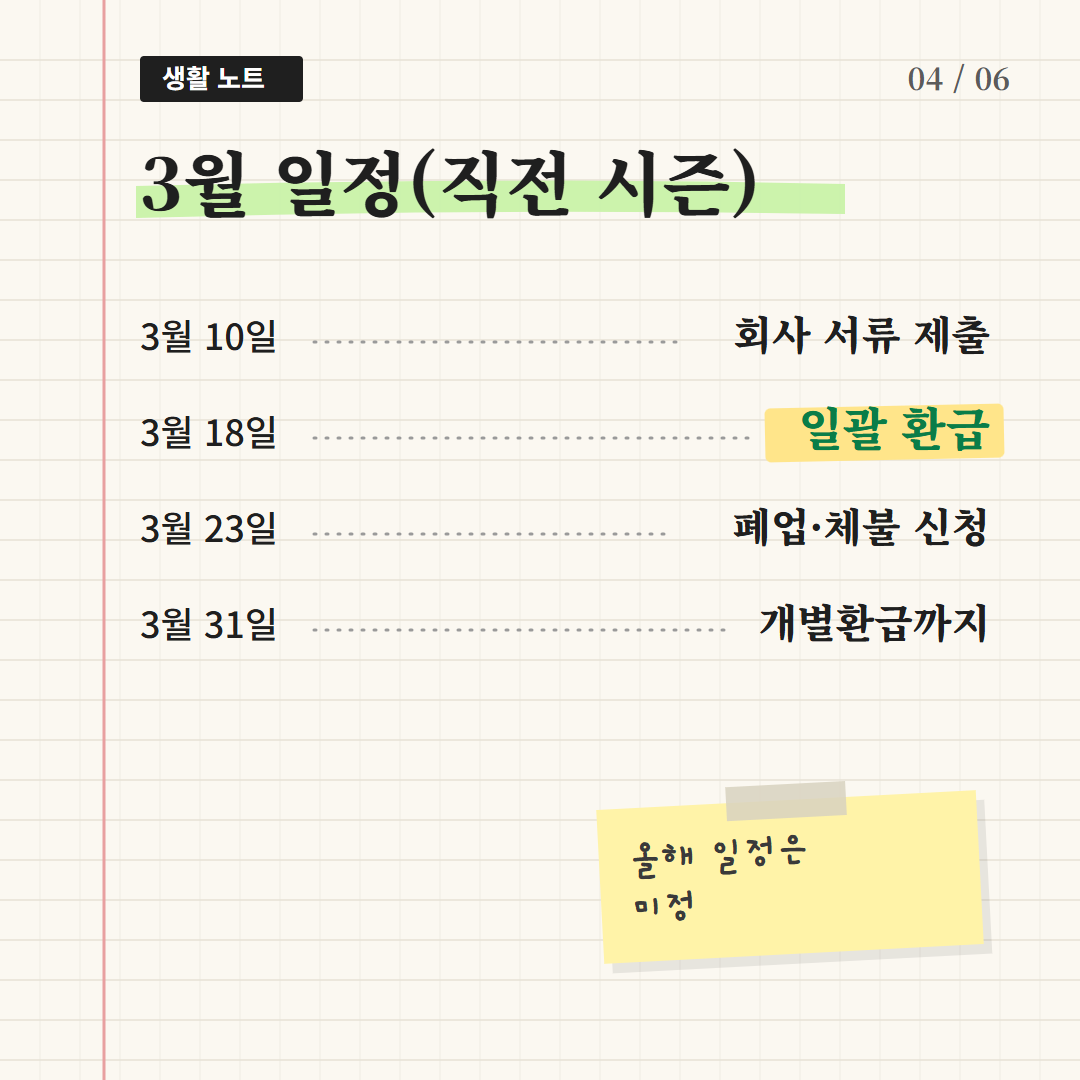 생활 노트
04 / 06
3월 일정(직전 시즌)
3월 10일 회사 서류 제출
3월 18일 일괄 환급
3월 23일 폐업·체불 신청
3월 31일 개별환급까지
올해 일정은
미정